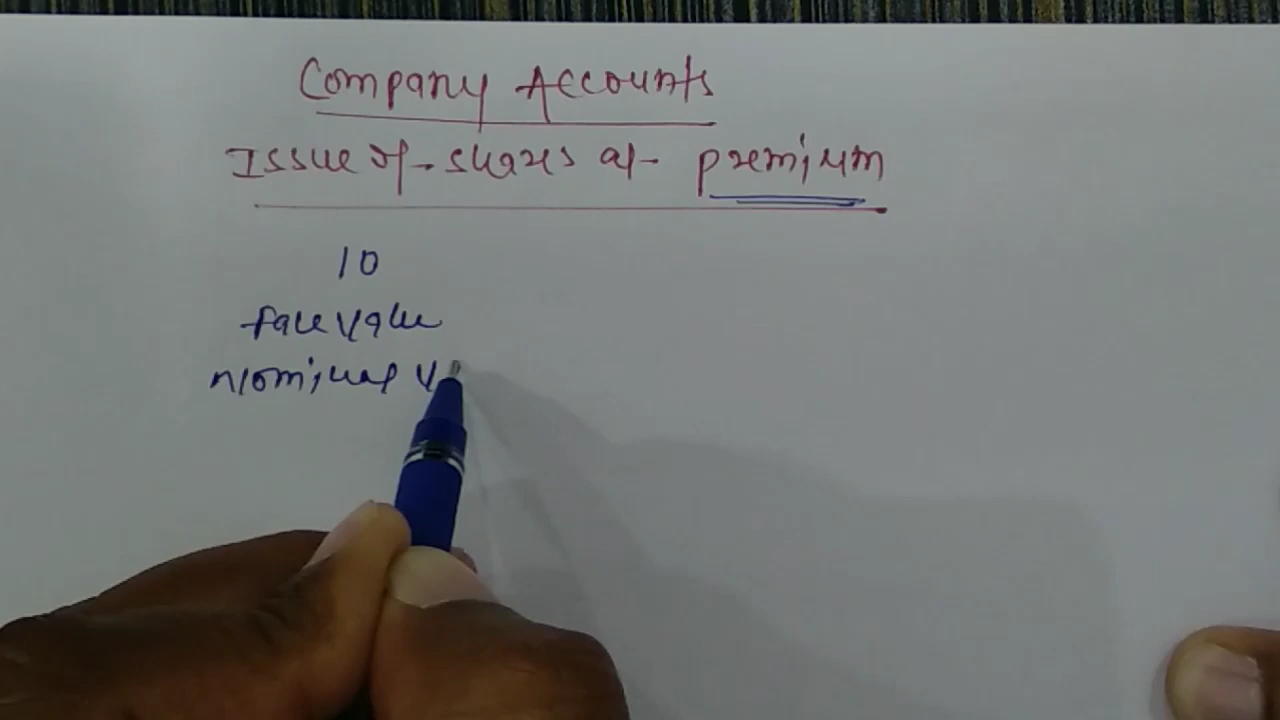 Company Accounts
Issue of shares at premium
10
face value
nominal v